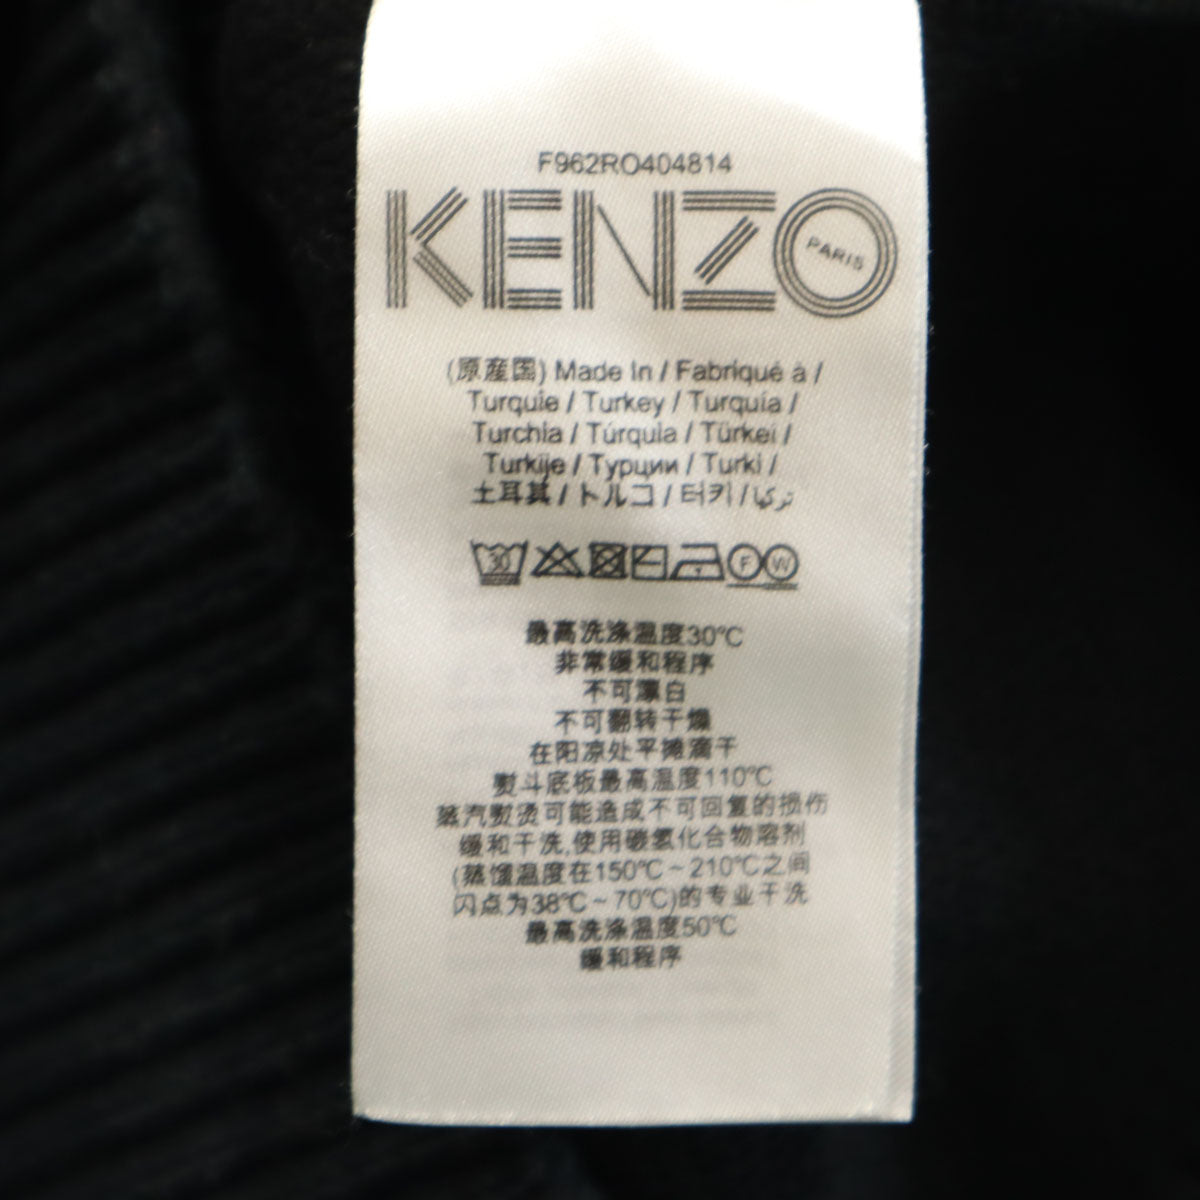 F962RO404814
KENZO
PARIS
(原産国) Made In / Fabriqué à /
Turquie / Turkey / Turquía /
Turchia / Túrquia / Türkei /
Turkije / Турции / Turki /
土耳其 / トルコ / 터키 / تركيا
30 F W
最高洗涤温度30℃
非常缓和程序
不可漂白
不可翻转干燥
在阳凉处平摊滴干
熨斗底板最高温度110℃
蒸汽熨烫可能造成不可回复的损伤
缓和干洗,使用碳氢化合物溶剂
(蒸馏温度在150℃~210℃之间
闪点为38℃~70℃)的专业干洗
最高洗涤温度50℃
缓和程序